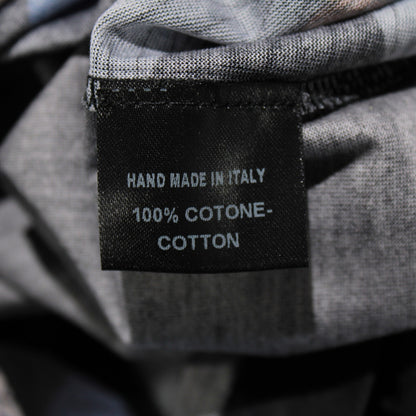 HAND MADE IN ITALY
100% COTONE-
COTTON